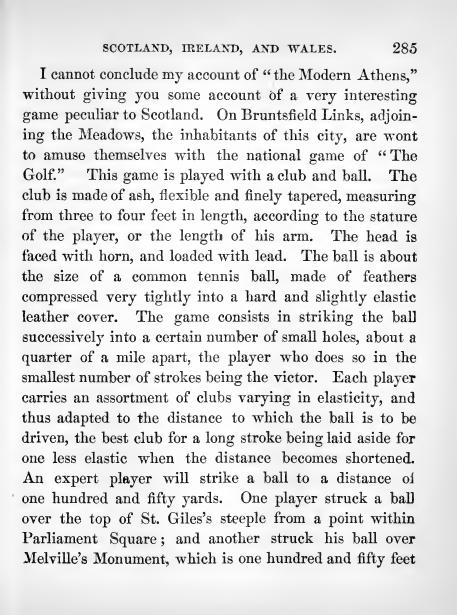 SCOTLAND, IRELAND, AND WALES. 285
I cannot conclude my account of “the Modern Athens,”
without giving you some account of a very interesting
game peculiar to Scotland. On Bruntsfield Links, adjoin-
ing the Meadows, the inhabitants of this city, are wont
to amuse themselves with the national game of “The
Golf.” This game is played with a club and ball. The
club is made of ash, flexible and finely tapered, measuring
from three to four feet in length, according to the stature
of the player, or the length of his arm. The head is
faced with horn, and loaded with lead. The ball is about
the size of a common tennis ball, made of feathers
compressed very tightly into a hard and slightly elastic
leather cover. The game consists in striking the ball
successively into a certain number of small holes, about a
quarter of a mile apart, the player who does so in the
smallest number of strokes being the victor. Each player
carries an assortment of clubs varying in elasticity, and
thus adapted to the distance to which the ball is to be
driven, the best club for a long stroke being laid aside for
one less elastic when the distance becomes shortened.
An expert player will strike a ball to a distance of
one hundred and fifty yards. One player struck a ball
over the top of St. Giles’s steeple from a point within
Parliament Square; and another struck his ball over
Melville’s Monument, which is one hundred and fifty feet